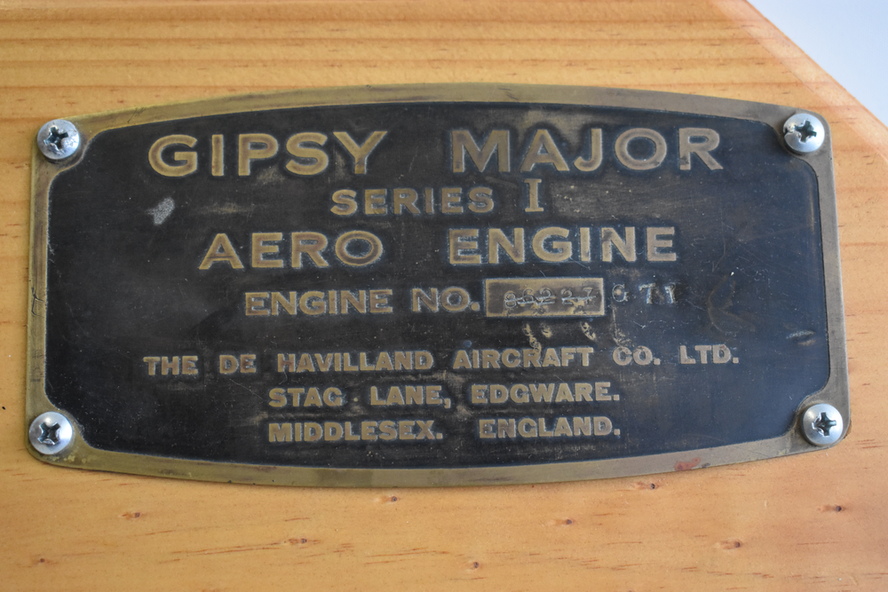 GIPSY MAJOR
SERIES I
AERO ENGINE
ENGINE NO.
THE DE HAVILLAND AIRCRAFT CO. LTD.
STAG LANE, EDGWARE.
MIDDLESEX. ENGLAND.